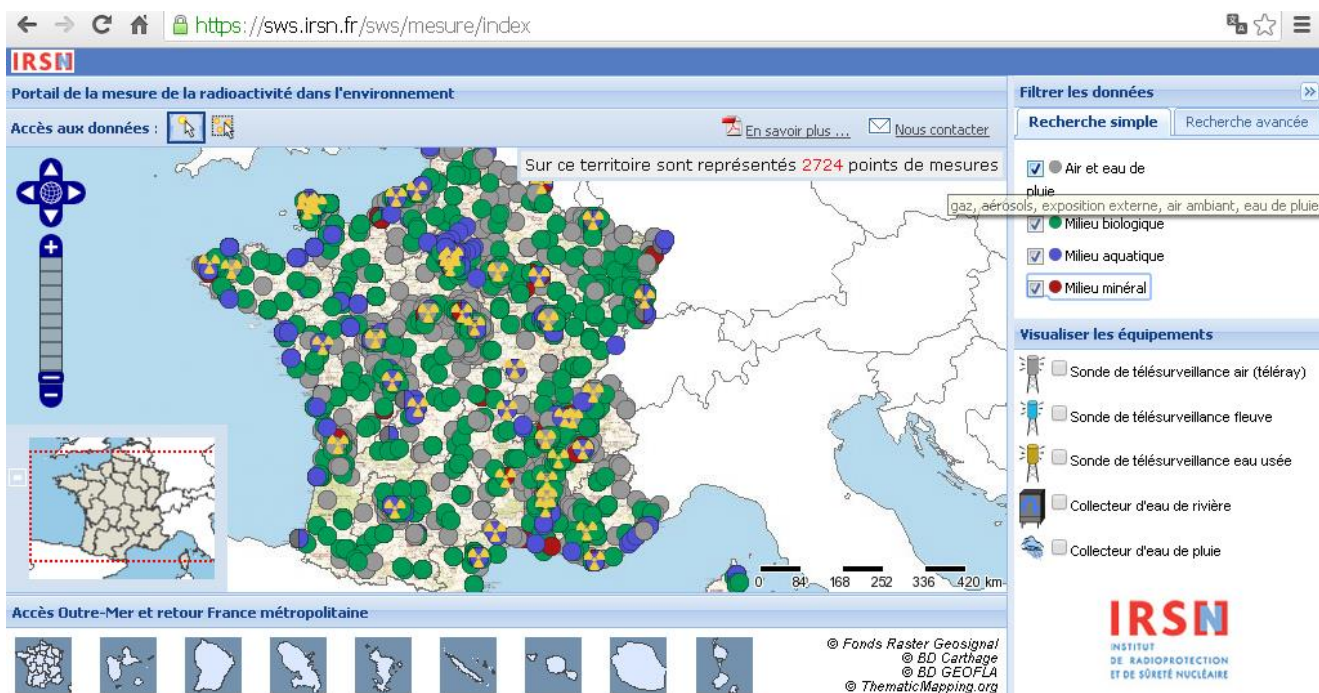 https://sws.irsn.fr/sws/mesure/index
IRSN
Portail de la mesure de la radioactivité dans l'environnement
Accès aux données :
En savoir plus ...
Nous contacter
Sur ce territoire sont représentés 2724 points de mesures
0 84 168 252 336 420 km
Accès Outre-Mer et retour France métropolitaine
© Fonds Raster Geosignal
© BD Carthage
© BD GEOFLA
© ThematicMapping.org
Filtrer les données
Recherche simple
Recherche avancée
Air et eau de
pluie
gaz, aérosols, exposition externe, air ambiant, eau de pluie
Milieu biologique
Milieu aquatique
Milieu minéral
Visualiser les équipements
Sonde de télésurveillance air (téléray)
Sonde de télésurveillance fleuve
Sonde de télésurveillance eau usée
Collecteur d'eau de rivière
Collecteur d'eau de pluie
IRSN
INSTITUT
DE RADIOPROTECTION
ET DE SÛRETÉ NUCLÉAIRE